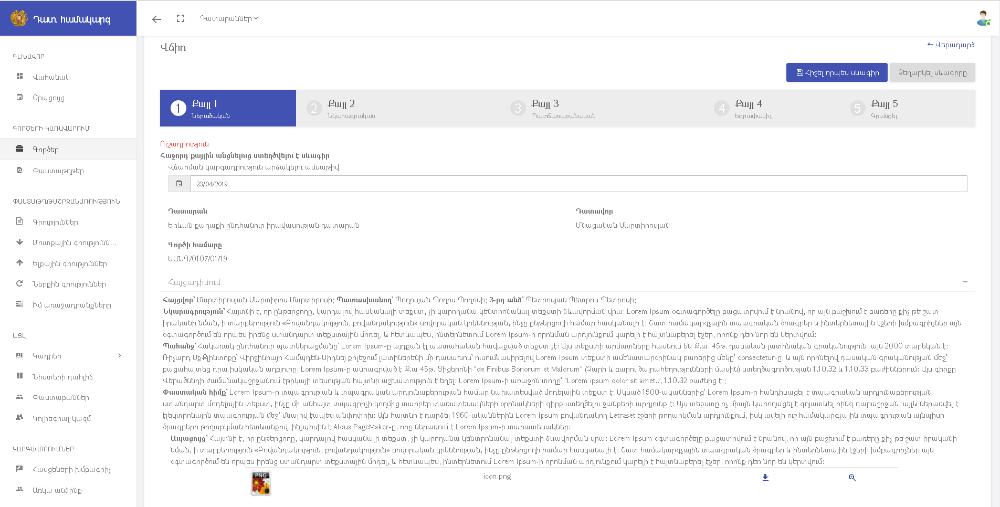 Դատ. համակարգ
Դատարաններ
ԳԼԽԱՎՈՐ
Վահանակ
Օրացույց
ԳՈՐԾԵՐԻ ԿԱՌԱՎԱՐՈՒՄ
Գործեր
Փաստաթղթեր
ՓԱՍՏԱԹՂԹԱՇՐՋԱՆԱՌՈՒԹՅՈՒՆ
Գրություններ
Մուտքային գրությունն...
Ելքային գրություններ
Ներքին գրություններ
Իմ առաջադրանքները
ԱՅԼ
Կադրեր
Նիստերի դահլիճ
Փաստաբաններ
Կոլիեգիալ կազմ
ԿԱՐԳԱՎՈՐՈՒՄՆԵՐ
Հասցեների խմբագրիչ
Առկա անձինք
Վճիռ
← Վերադարձ
Հիշել որպես սևագիր
Չեղարկել սևագիրը
1 Քայլ 1
Ներածական
2 Քայլ 2
Նկարագրական
3 Քայլ 3
Պատճառաբանական
4 Քայլ 4
Եզրափակիչ
5 Քայլ 5
Գրանցել
Ուշադրություն
Հաջորդ քայլին անցնելուց ստեղծվելու է սևագիր
Վճարման կարգադրություն արձակելու ամսաթիվ
23/04/2019
Դատարան
Երևան քաղաքի ընդհանուր իրավասության դատարան
Դատավոր
Մնացական Մարտիրոսյան
Գործի համարը
ԵԱՆԴ/0107/01/19
Հայցադիմում
Հայցվոր՝ Մարտիրոսյան Մարտիրոս Մարտիրոսի; Պատասխանող՝ Պողոսյան Պողոս Պողոսի; 3-րդ անձ՝ Պետրոսյան Պետրոս Պետրոսի;
Նկարագրություն՝ Հայտնի է, որ ընթերցողը, կարդալով հասկանալի տեքստ, չի կարողանա կենտրոնանալ տեքստի ձևավորման վրա: Lorem Ipsum օգտագործելը բացատրվում է նրանով, որ այն բաշխում է բառերը քիչ թե շատ
իրականի նման, ի տարբերություն «Բովանդակություն, բովանդակություն» սովորական կրկննության, ինչը ընթերցողի համար հասկանալի է: Շատ համակարգչային տպագրական ծրագրեր և ինտերնետային էջերի խմբագրիչներ այն
օգտագործում են որպես իրենց ստանդարտ տեքստային մոդել, և հետևապես, ինտերնետում Lorem Ipsum-ի որոնման արդյունքում կարելի է հայտնաբերել էջեր, որոնք դեռ նոր են կերտվում:
Պահանջ՝ Հակառակ ընդհանուր պատկերացմանը՝ Lorem Ipsum-ը այդքան էլ պատահական հավաքված տեքստ չէ: Այս տեքստի արմատները հասնում են Ք.ա. 45թ. դասական լատինական գրականություն. այն 2000 տարեկան է:
Ռիչարդ ՄքՔլինտոքը՝ Վիրջինիայի Համպդեն-Սիդնեյ քոլեջում լատիներենի մի դասախոս՝ ուսումնասիրելով Lorem Ipsum տեքստի ամենատարօրինակ բառերից մեկը՝ consectetur-ը, և այն որոնելով դասական գրականության մեջ՝
բացահայտեց դրա իսկական աղբյուրը: Lorem Ipsum-ը ամրագրված է Ք.ա 45թ. Ցիցերոնի "de Finibus Bonorum et Malorum" (Չարի և բարու ծայրահեղությունների մասին) ստեղծագործության 1.10.32 և 1.10.33 բաժիններում: Այս գիրքը
Վերածննդի ժամանակաշրջանում էթիկայի տեսության հայտնի աշխատություն է եղել: Lorem Ipsum-ի առաջին տողը՝ "Lorem ipsum dolor sit amet..", 1.10.32 բաժնից է:;
Փաստական հիմք՝ Lorem Ipsum-ը տպագրության և տպագրական արդյունաբերության համար նախատեսված մոդելային տեքստ է: Սկսած 1500-ականներից՝ Lorem Ipsum-ը հանդիսացել է տպագրական արդյունաբերության
ստանդարտ մոդելային տեքստ, ինչը մի անհայտ տպագրիչի կողմից տարբեր տառատեսակների օրինակների գիրք ստեղծելու ջանքերի արդյունք է: Այս տեքստը ոչ միայն կարողացել է գոյատևել հինգ դարաշրջան, այլև ներառվել է
էլեկտրոնային տպագրության մեջ՝ մնալով էապես անփոփոխ: Այն հայտնի է դարձել 1960-ականներին Lorem Ipsum բովանդակող Letraset էջերի թողարկման արդյունքում, իսկ ավելի ուշ համակարգչային տպագրության այնպիսի
ծրագրերի թողարկման հետևանքով, ինչպիսին է Aldus PageMaker-ը, որը ներառում է Lorem Ipsum-ի տարատեսակներ:
Ապացույց՝ Հայտնի է, որ ընթերցողը, կարդալով հասկանալի տեքստ, չի կարողանա կենտրոնանալ տեքստի ձևավորման վրա: Lorem Ipsum օգտագործելը բացատրվում է նրանով, որ այն բաշխում է բառերը քիչ թե շատ իրականի
նման, ի տարբերություն «Բովանդակություն, բովանդակություն» սովորական կրկննության, ինչը ընթերցողի համար հասկանալի է: Շատ համակարգչային տպագրական ծրագրեր և ինտերնետային էջերի խմբագրիչներ այն
օգտագործում են որպես իրենց ստանդարտ տեքստային մոդել, և հետևապես, ինտերնետում Lorem Ipsum-ի որոնման արդյունքում կարելի է հայտնաբերել էջեր, որոնք դեռ նոր են կերտվում:
PNG
icon.png